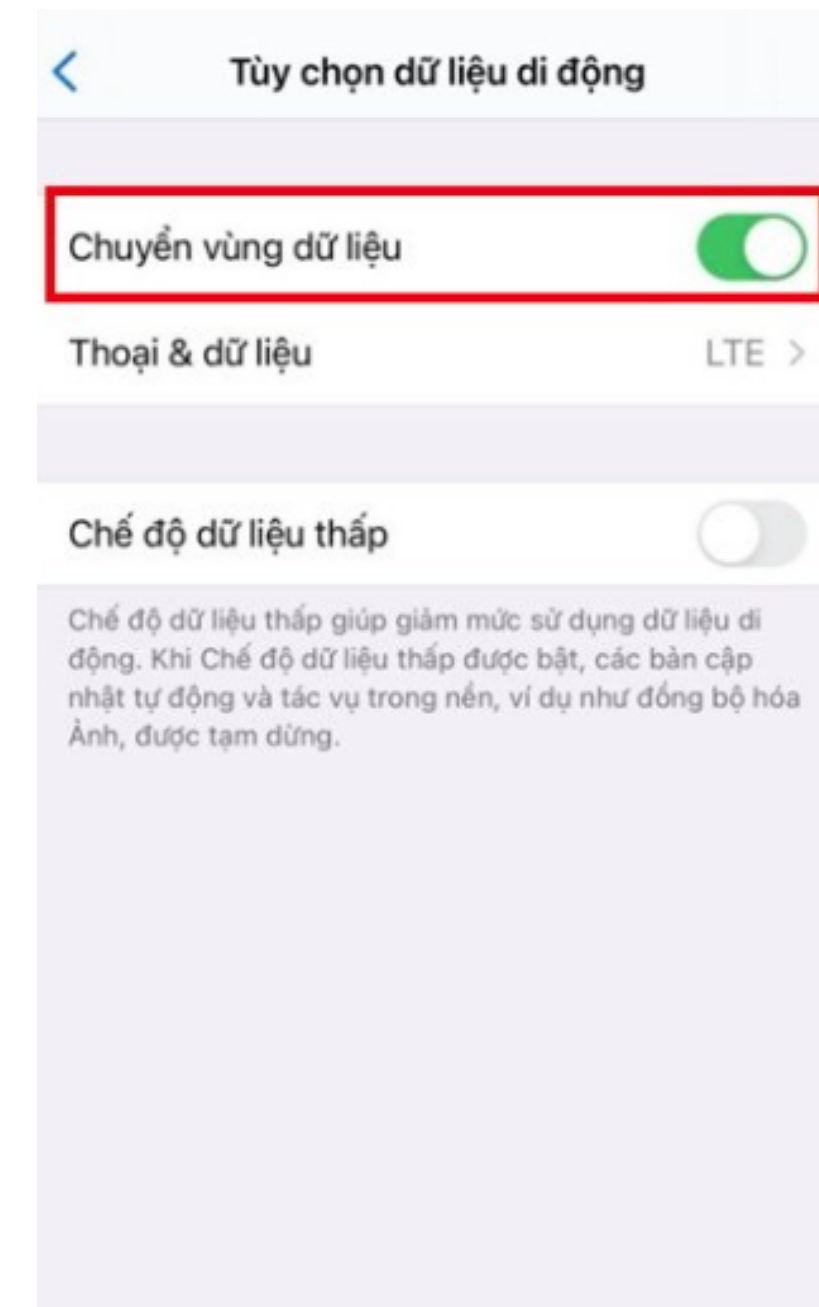 Tùy chọn dữ liệu di động
Chuyển vùng dữ liệu
Thoại & dữ liệu LTE >
Chế độ dữ liệu thấp
Chế độ dữ liệu thấp giúp giảm mức sử dụng dữ liệu di
động. Khi Chế độ dữ liệu thấp được bật, các bản cập
nhật tự động và tác vụ trong nền, ví dụ như đồng bộ hóa
Ảnh, được tạm dừng.